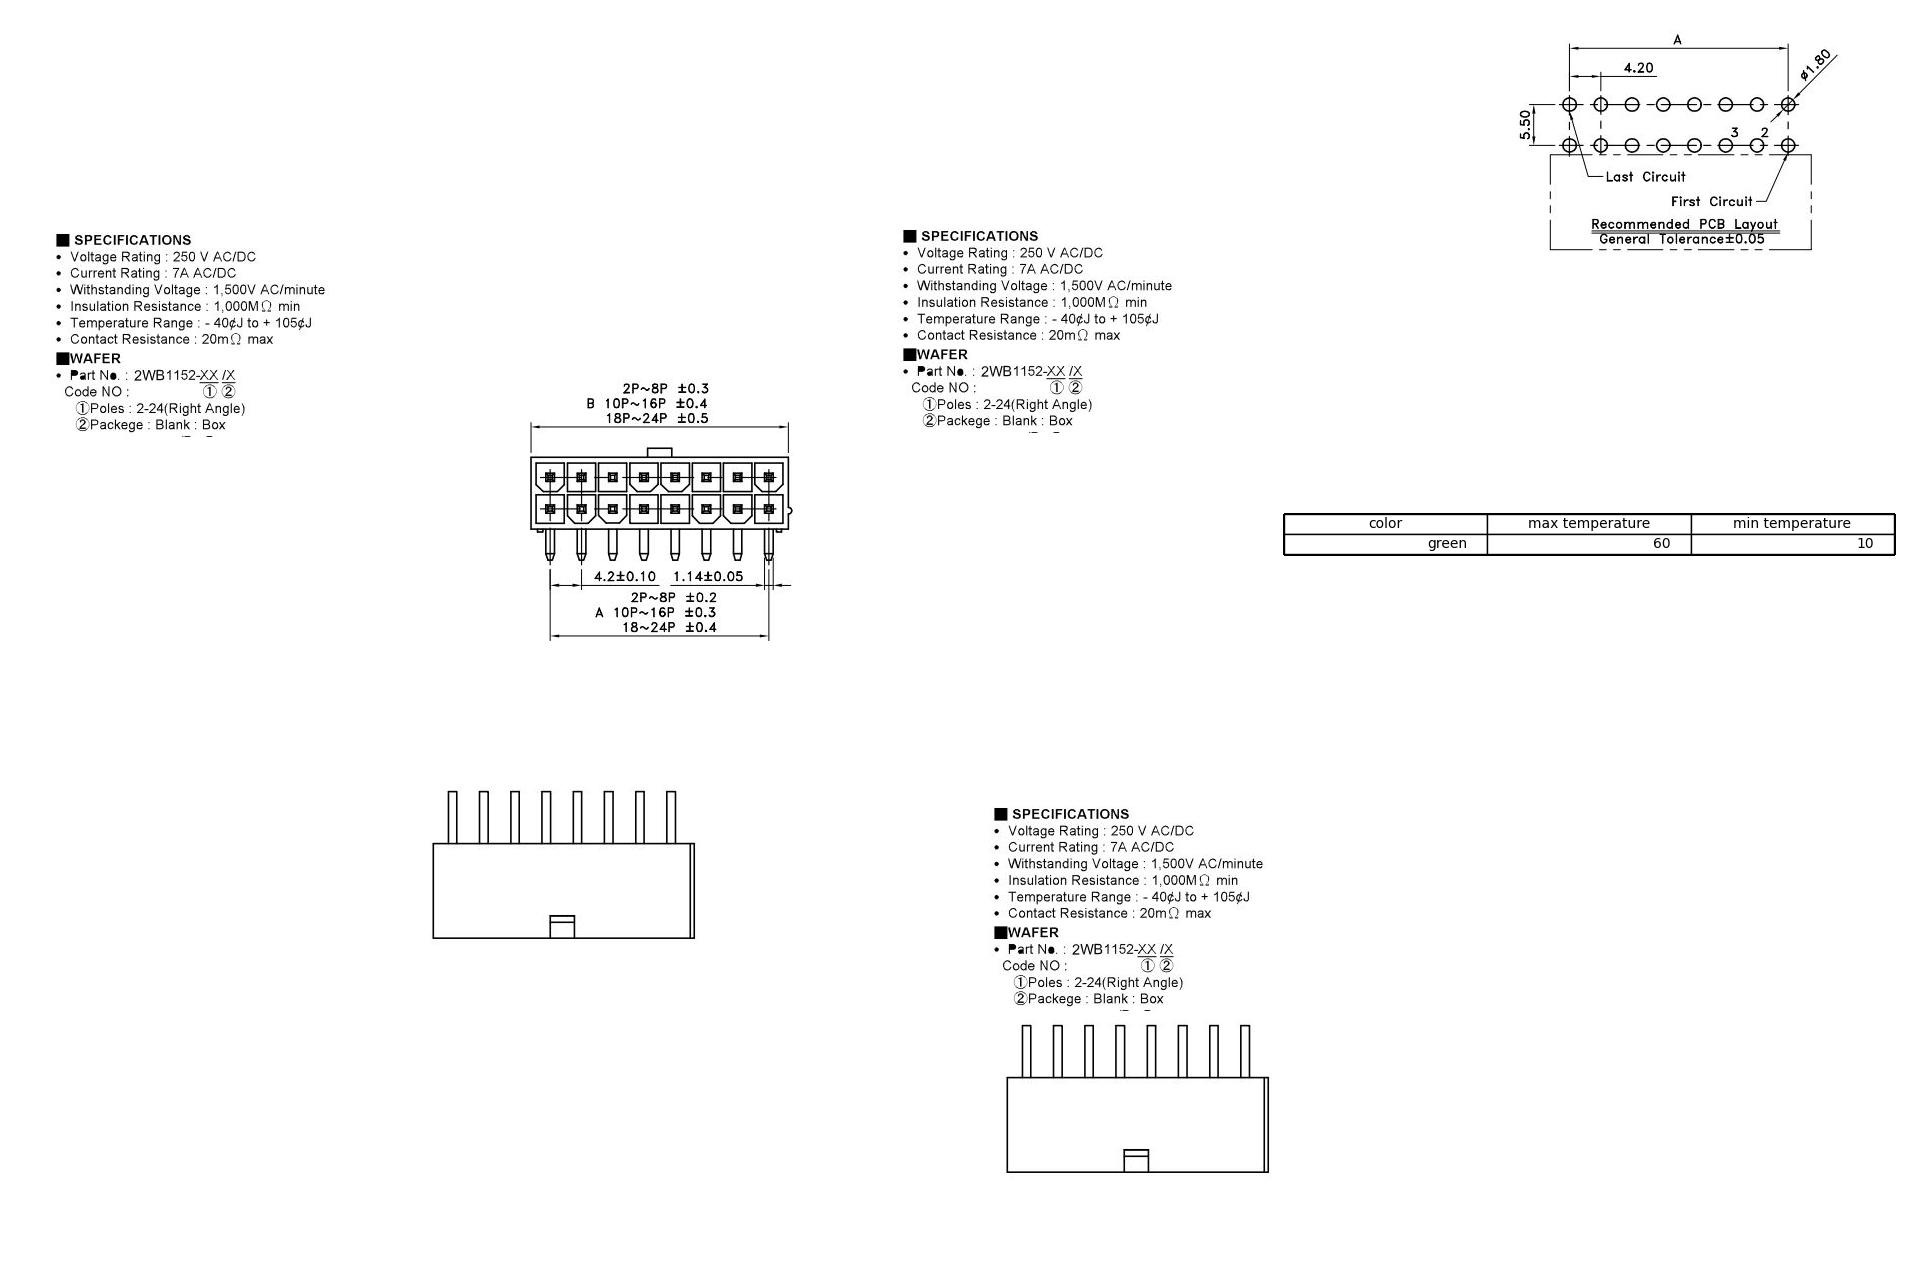 A
4.20
ø1.80
5.50
3 2
Last Circuit
First Circuit
Recommended PCB Layout
General Tolerance±0.05
■ SPECIFICATIONS
• Voltage Rating : 250 V AC/DC
• Current Rating : 7A AC/DC
• Withstanding Voltage : 1,500V AC/minute
• Insulation Resistance : 1,000MΩ min
• Temperature Range : - 40¢J to + 105¢J
• Contact Resistance : 20mΩ max
■WAFER
• Part No. : 2WB1152-XX /X
Code NO : ① ②
①Poles : 2-24(Right Angle)
②Packege : Blank : Box
■ SPECIFICATIONS
• Voltage Rating : 250 V AC/DC
• Current Rating : 7A AC/DC
• Withstanding Voltage : 1,500V AC/minute
• Insulation Resistance : 1,000MΩ min
• Temperature Range : - 40¢J to + 105¢J
• Contact Resistance : 20mΩ max
■WAFER
• Part No. : 2WB1152-XX /X
Code NO : ① ②
①Poles : 2-24(Right Angle)
②Packege : Blank : Box
2P~8P ±0.3
B 10P~16P ±0.4
18P~24P ±0.5
4.2±0.10 1.14±0.05
2P~8P ±0.2
A 10P~16P ±0.3
18~24P ±0.4
color max temperature min temperature
green 60 10
■ SPECIFICATIONS
• Voltage Rating : 250 V AC/DC
• Current Rating : 7A AC/DC
• Withstanding Voltage : 1,500V AC/minute
• Insulation Resistance : 1,000MΩ min
• Temperature Range : - 40¢J to + 105¢J
• Contact Resistance : 20mΩ max
■WAFER
• Part No. : 2WB1152-XX /X
Code NO : ① ②
①Poles : 2-24(Right Angle)
②Packege : Blank : Box